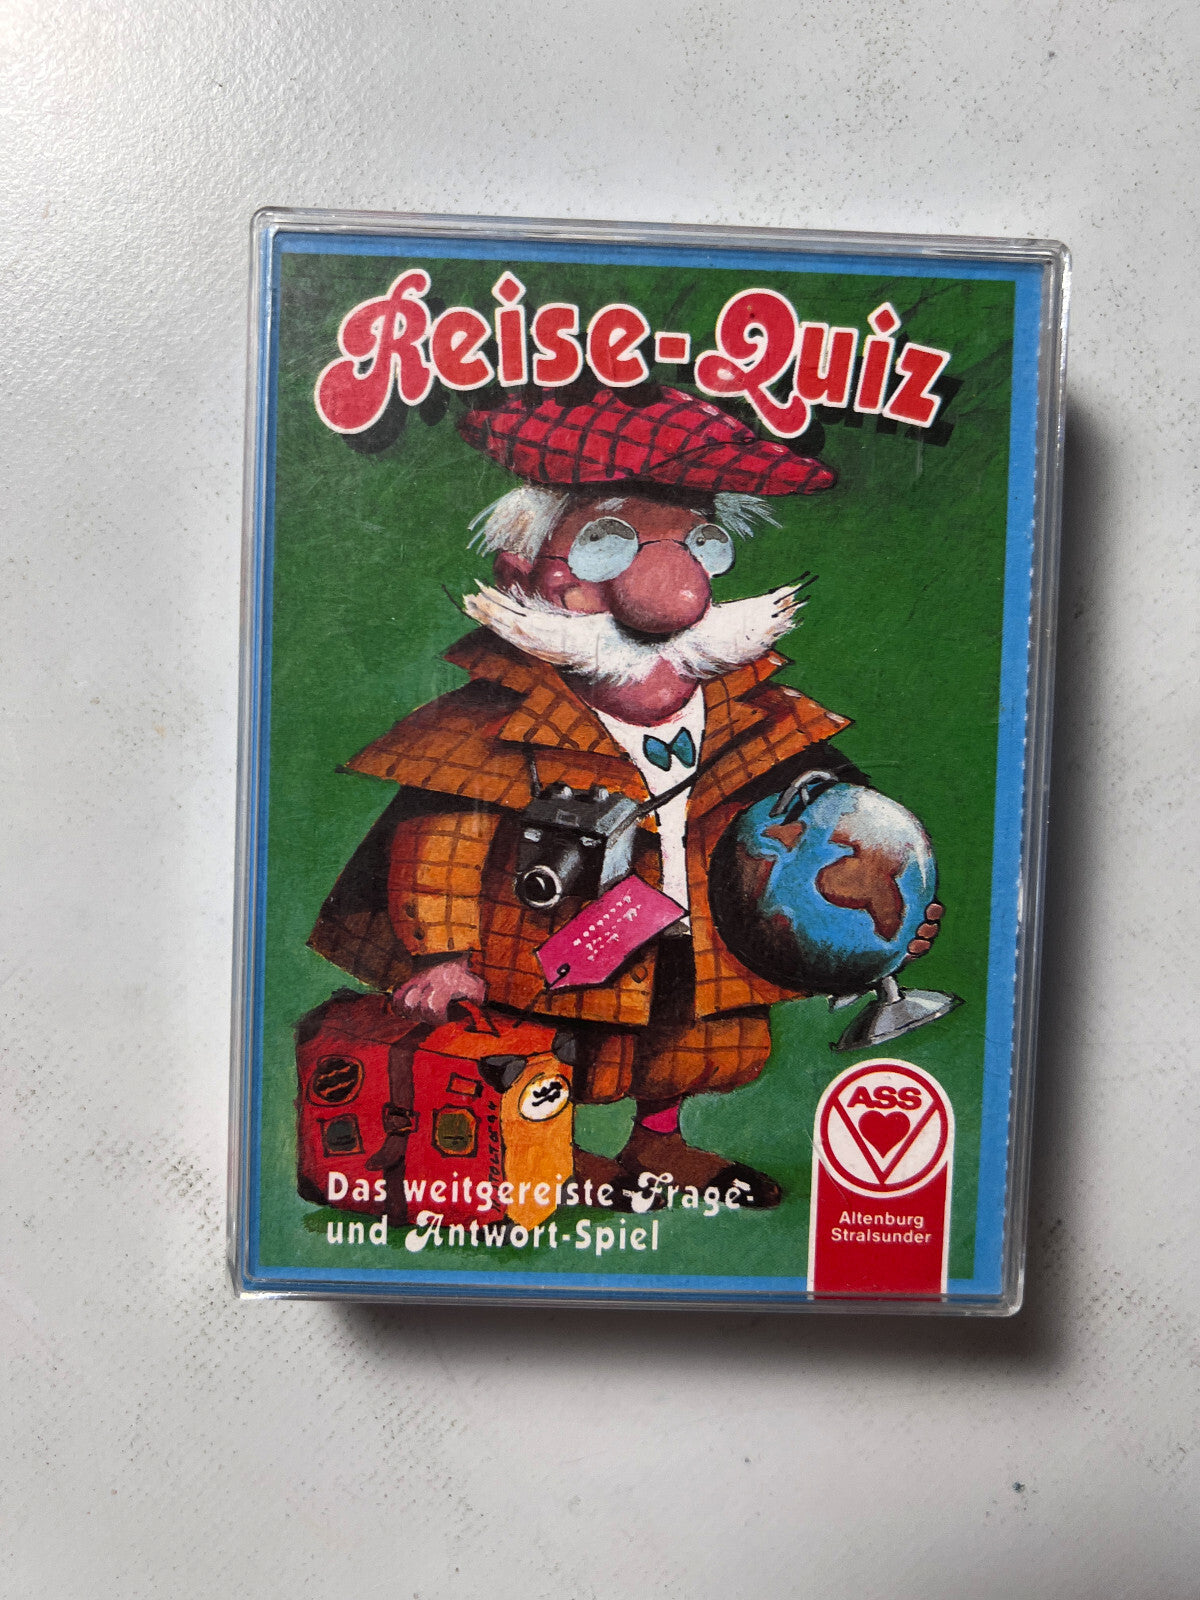 Reise-Quiz
Das weitgereiste Frage-
und Antwort-Spiel
ASS
Altenburg
Stralsunder